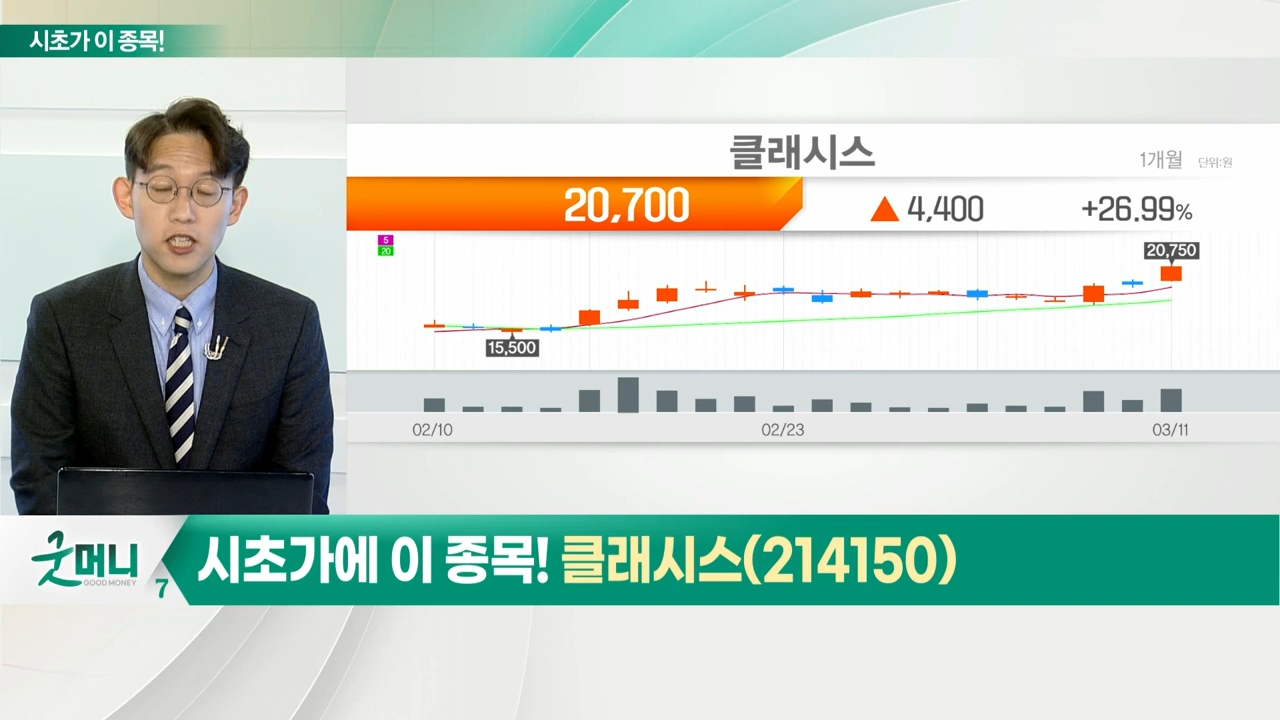 시초가 이 종목!
클래시스
1개월 단위:원
20,700 ▲ 4,400 +26.99%
5
20
20,750
15,500
02/10 02/23 03/11
굿머니
GOOD MONEY
7
시초가에 이 종목! 클래시스(214150)